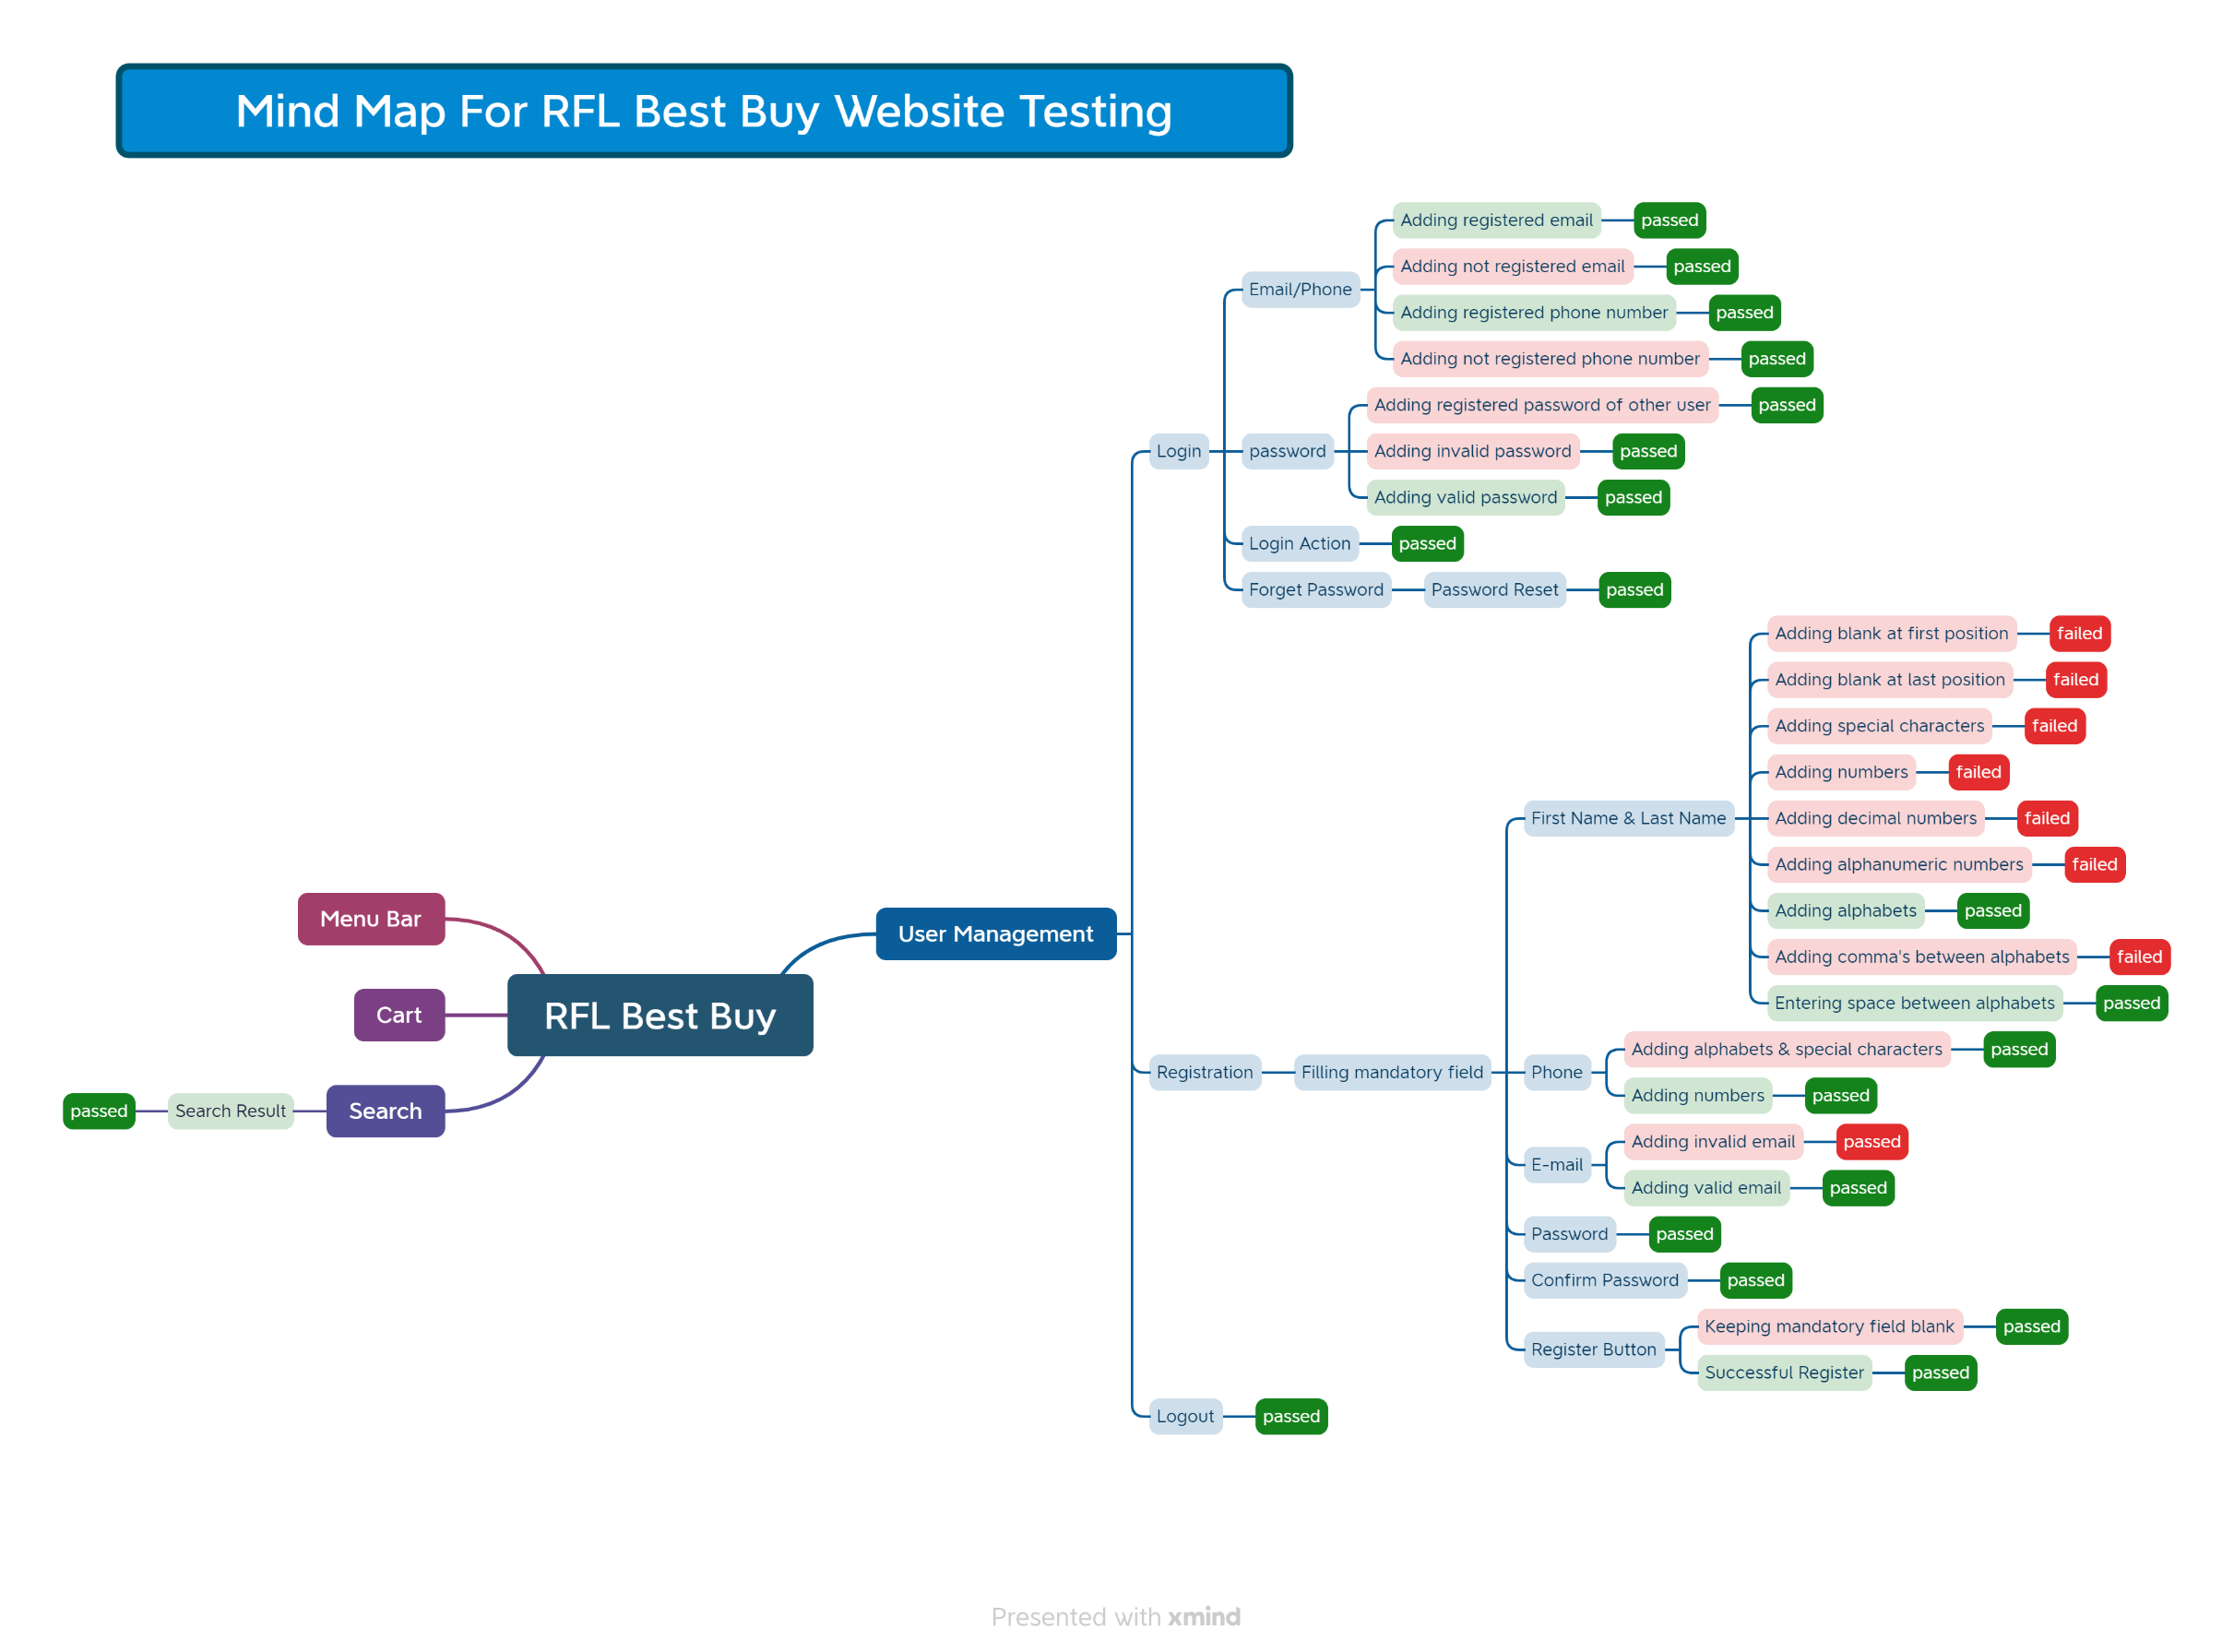 Mind Map For RFL Best Buy Website Testing
RFL Best Buy
User Management
Login
Email/Phone
Adding registered email
passed
Adding not registered email
passed
Adding registered phone number
passed
Adding not registered phone number
passed
password
Adding registered password of other user
passed
Adding invalid password
passed
Adding valid password
passed
Login Action
passed
Forget Password
Password Reset
passed
Registration
Filling mandatory field
First Name & Last Name
Adding blank at first position
failed
Adding blank at last position
failed
Adding special characters
failed
Adding numbers
failed
Adding decimal numbers
failed
Adding alphanumeric numbers
failed
Adding alphabets
passed
Adding comma's between alphabets
failed
Entering space between alphabets
passed
Phone
Adding alphabets & special characters
passed
Adding numbers
passed
E-mail
Adding invalid email
passed
Adding valid email
passed
Password
passed
Confirm Password
passed
Register Button
Keeping mandatory field blank
passed
Successful Register
passed
Logout
passed
Menu Bar
Cart
Search
Search Result
passed
Presented with xmind